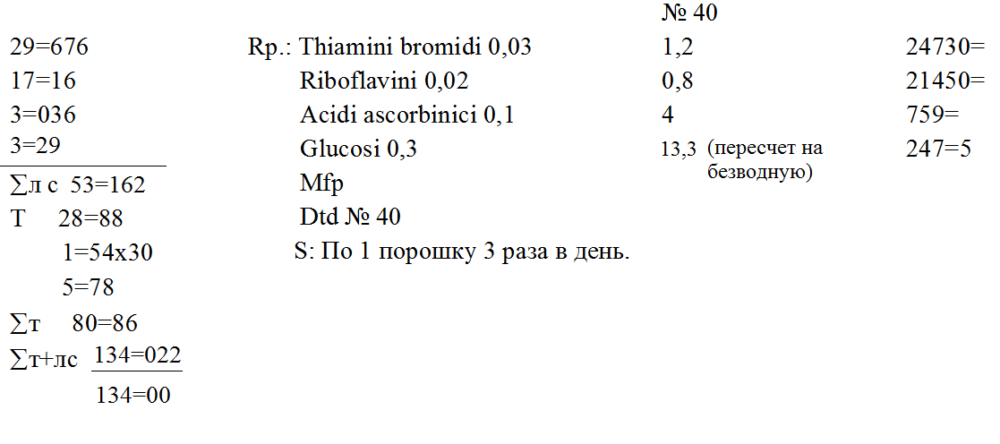 № 40
29=676 Rp.: Thiamini bromidi 0,03 1,2 24730=
17=16 Riboflavini 0,02 0,8 21450=
3=036 Acidi ascorbinici 0,1 4 759=
3=29 Glucosi 0,3 13,3 (пересчет на безводную) 247=5
∑л с 53=162 Mfp
Т 28=88 Dtd № 40
1=54х30 S: По 1 порошку 3 раза в день.
5=78
∑т 80=86
∑т+лс 134=022
134=00